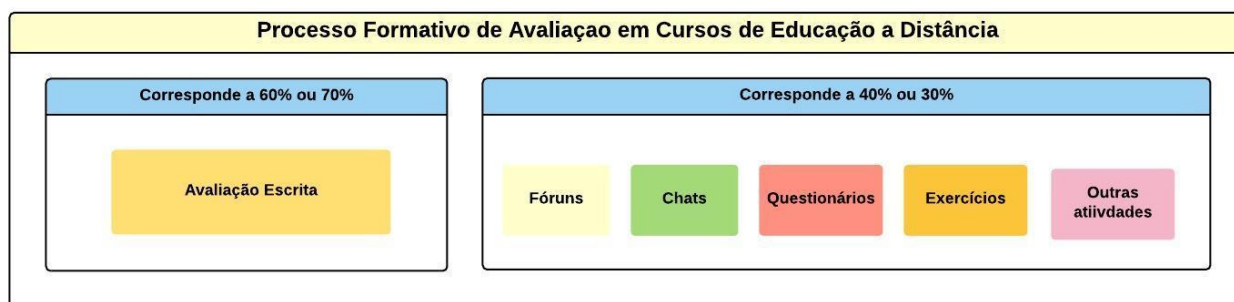 Processo Formativo de Avaliaçao em Cursos de Educação a Distância
Corresponde a 60% ou 70%
Avaliação Escrita
Corresponde a 40% ou 30%
Fóruns
Chats
Questionários
Exercícios
Outras
atiivdades